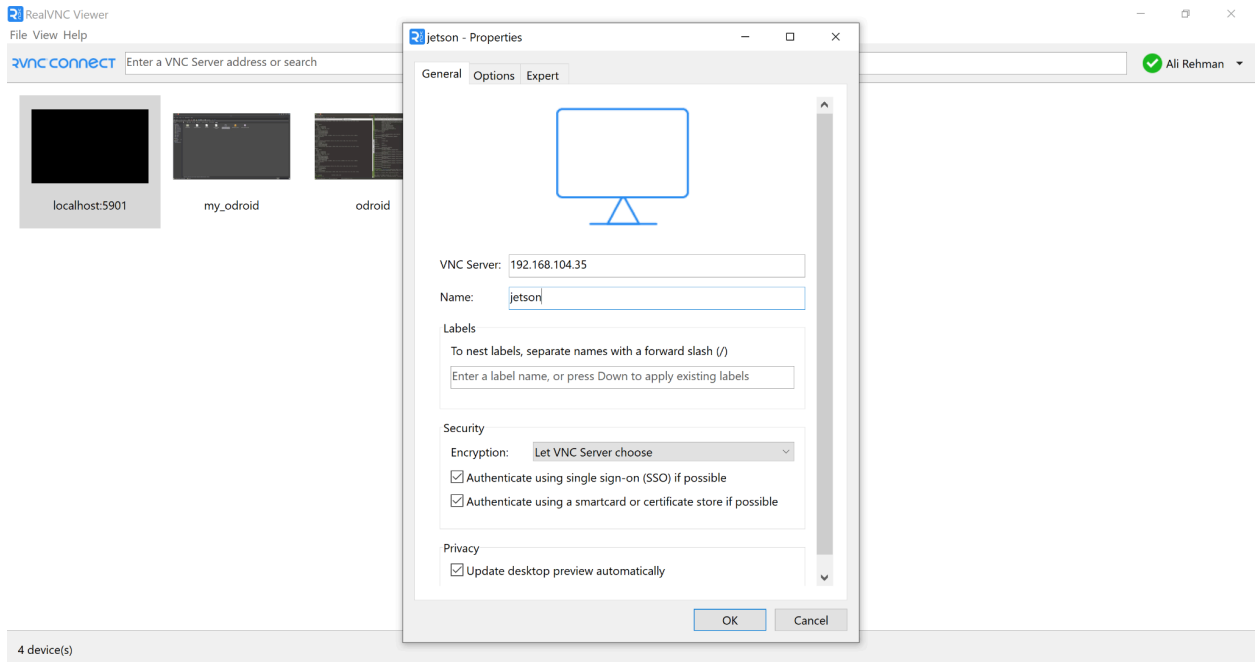 RealVNC Viewer
File View Help
RVNC CONNECT Enter a VNC Server address or search Ali Rehman
localhost:5901
my_odroid
odroid
jetson - Properties
General Options Expert
VNC Server: 192.168.104.35
Name: jetson
Labels
To nest labels, separate names with a forward slash (/)
Enter a label name, or press Down to apply existing labels
Security
Encryption: Let VNC Server choose
Authenticate using single sign-on (SSO) if possible
Authenticate using a smartcard or certificate store if possible
Privacy
Update desktop preview automatically
OK Cancel
4 device(s)